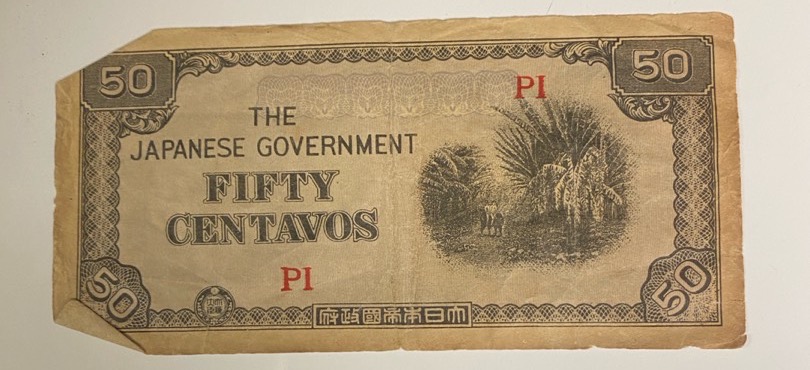 50
50
PI
THE
JAPANESE GOVERNMENT
FIFTY
CENTAVOS
PI
50
府政國帝本日大
50